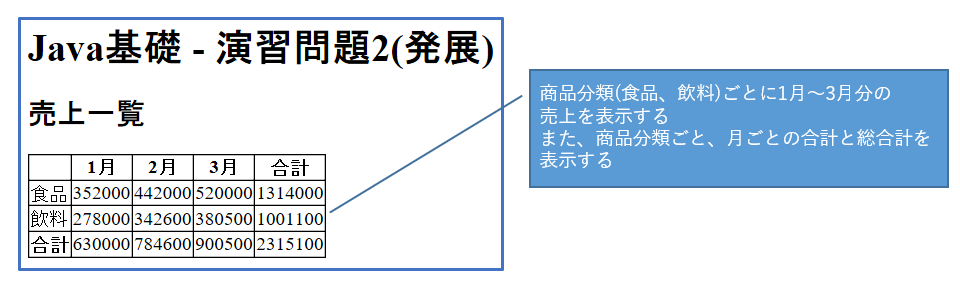 Java基礎 - 演習問題2(発展)
売上一覧
1月 2月 3月 合計
食品 352000 442000 520000 1314000
飲料 278000 342600 380500 1001100
合計 630000 784600 900500 2315100
商品分類(食品、飲料)ごとに1月～3月分の
売上を表示する
また、商品分類ごと、月ごとの合計と総合計を
表示する